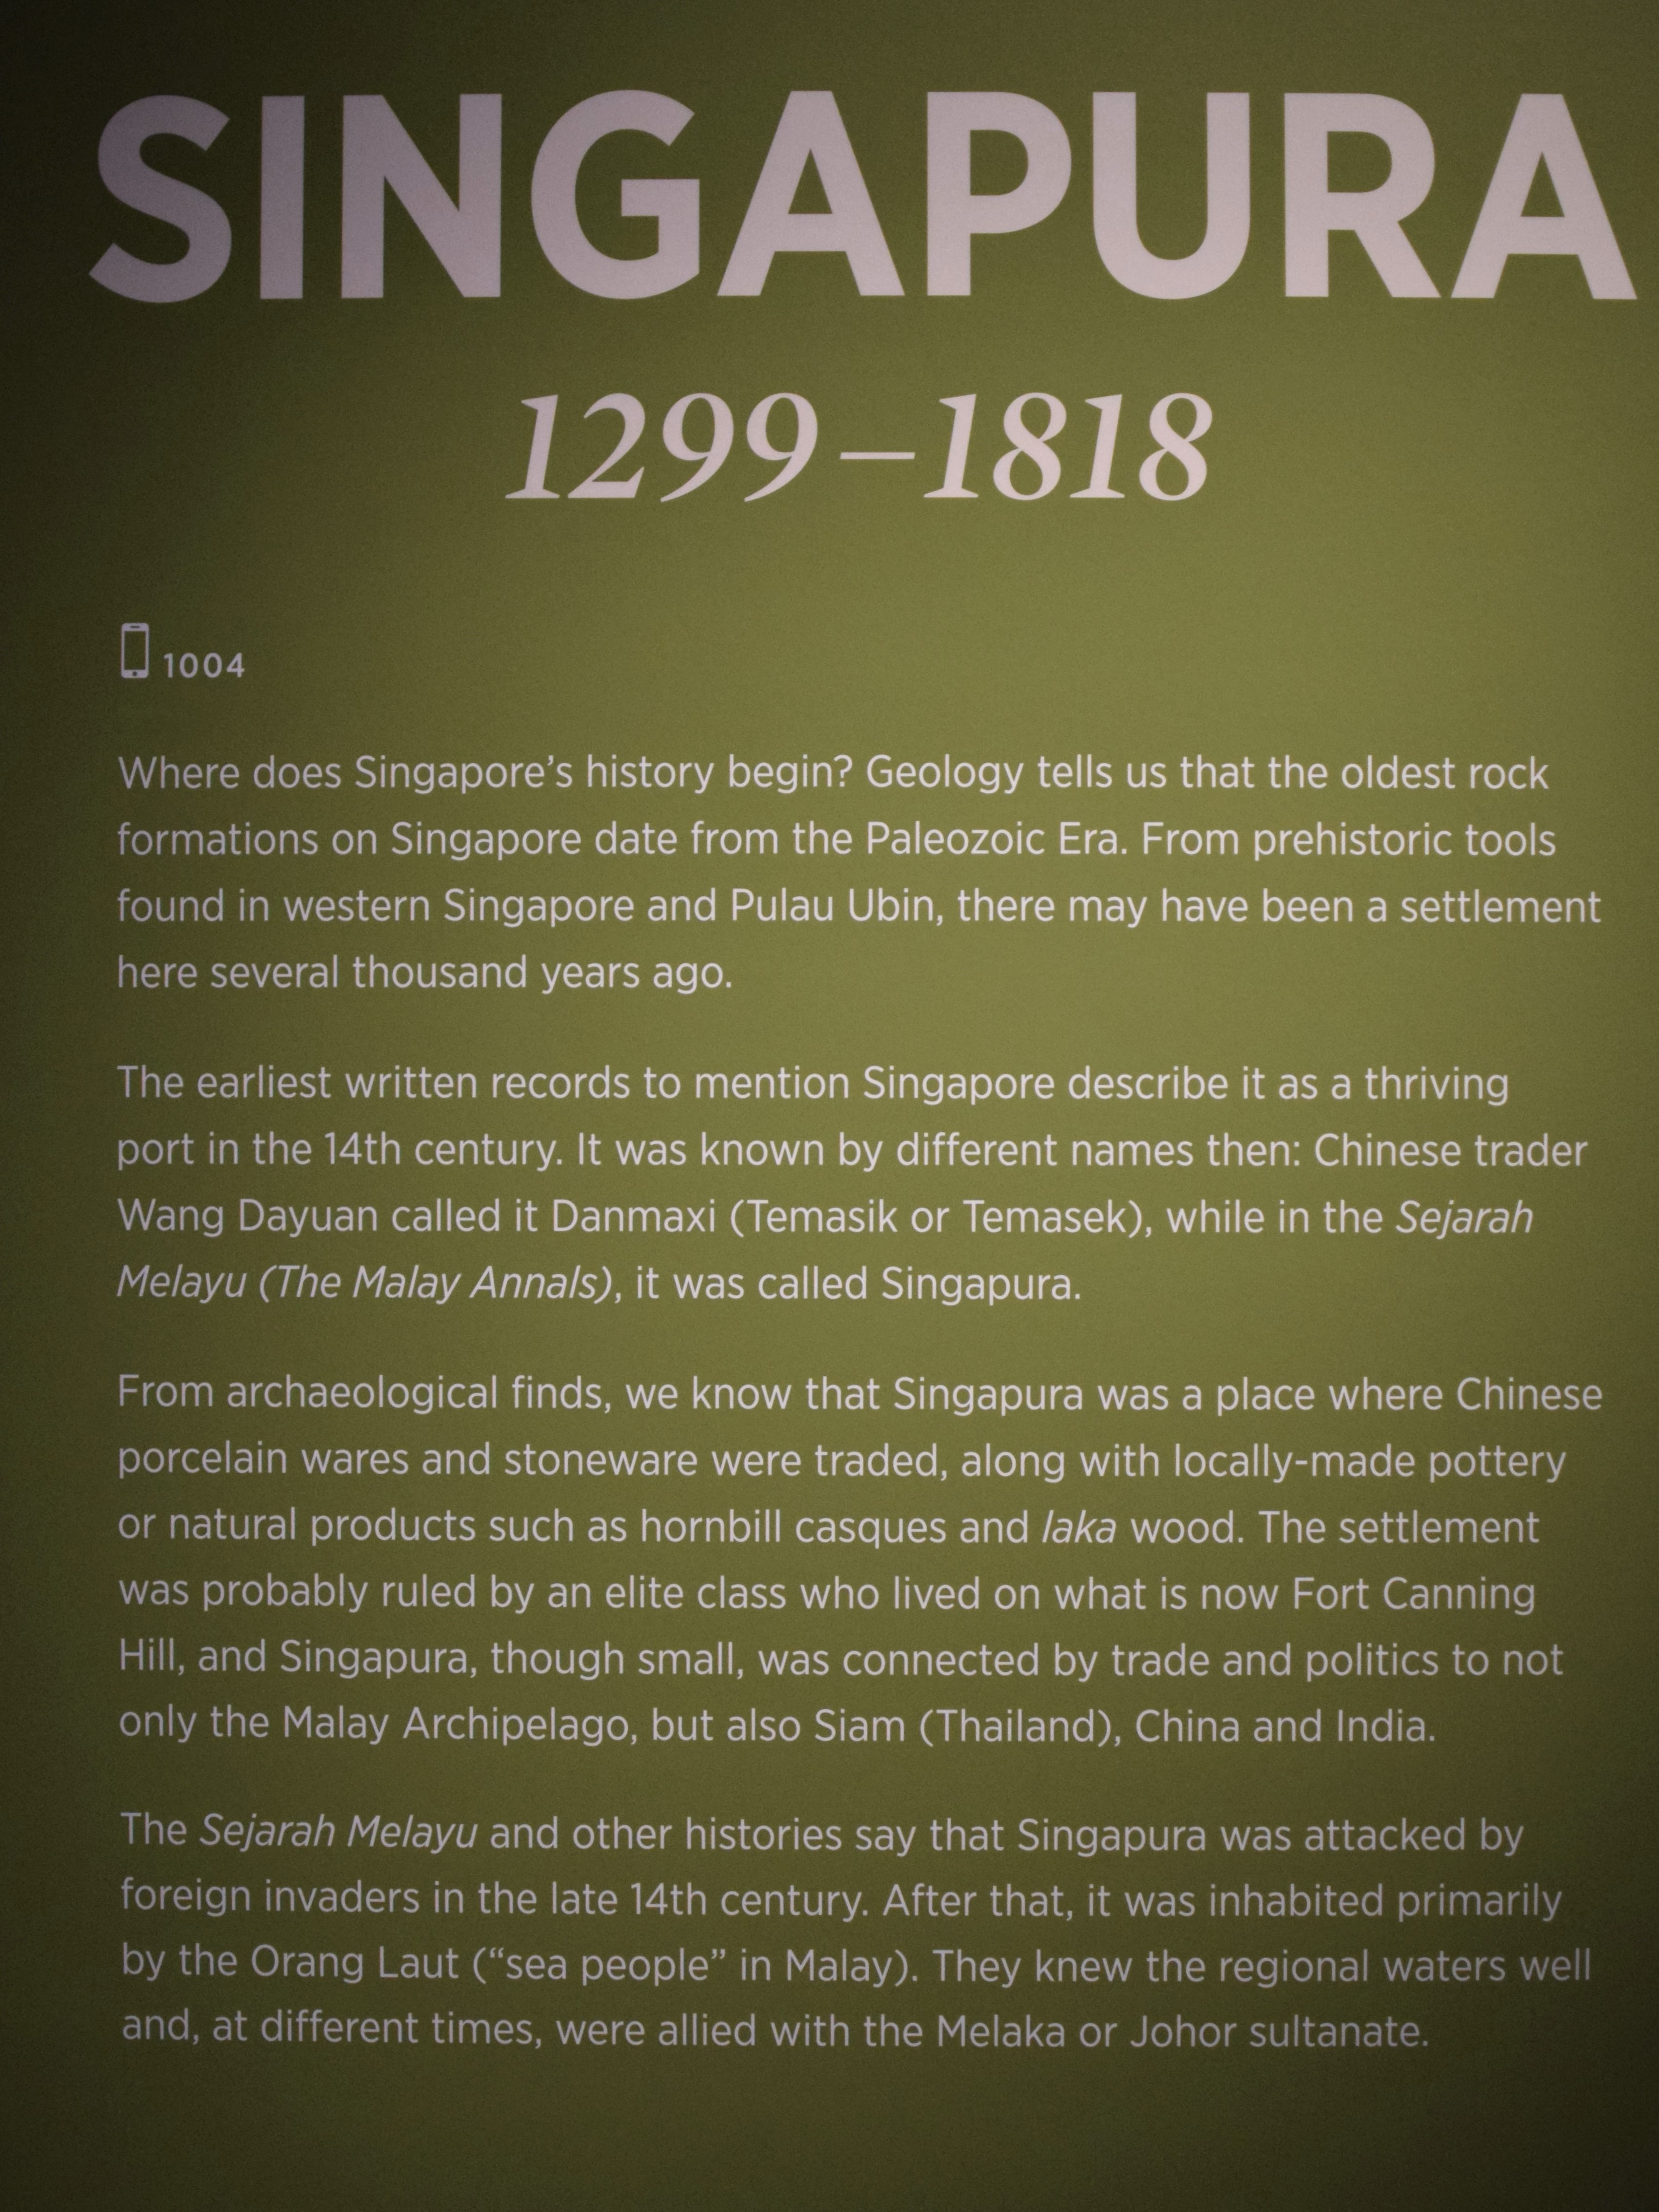 SINGAPURA
1299–1818
1004
Where does Singapore’s history begin? Geology tells us that the oldest rock
formations on Singapore date from the Paleozoic Era. From prehistoric tools
found in western Singapore and Pulau Ubin, there may have been a settlement
here several thousand years ago.
The earliest written records to mention Singapore describe it as a thriving
port in the 14th century. It was known by different names then: Chinese trader
Wang Dayuan called it Danmaxi (Temasik or Temasek), while in the Sejarah
Melayu (The Malay Annals), it was called Singapura.
From archaeological finds, we know that Singapura was a place where Chinese
porcelain wares and stoneware were traded, along with locally-made pottery
or natural products such as hornbill casques and laka wood. The settlement
was probably ruled by an elite class who lived on what is now Fort Canning
Hill, and Singapura, though small, was connected by trade and politics to not
only the Malay Archipelago, but also Siam (Thailand), China and India.
The Sejarah Melayu and other histories say that Singapura was attacked by
foreign invaders in the late 14th century. After that, it was inhabited primarily
by the Orang Laut (“sea people” in Malay). They knew the regional waters well
and, at different times, were allied with the Melaka or Johor sultanate.